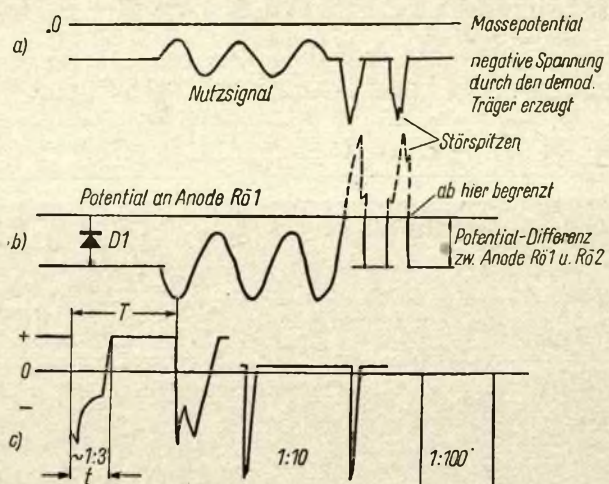 .0
Massepotential
a)
Nutzsignal
negative Spannung
durch den demod.
Träger erzeugt
Störspitzen
Potential an Anode Rö1
ab hier begrenzt
b)
D1
Potential-Differenz
zw. Anode Rö1 u. Rö2
T
+
0
−
c)
~1:3
t
1:10
1:100